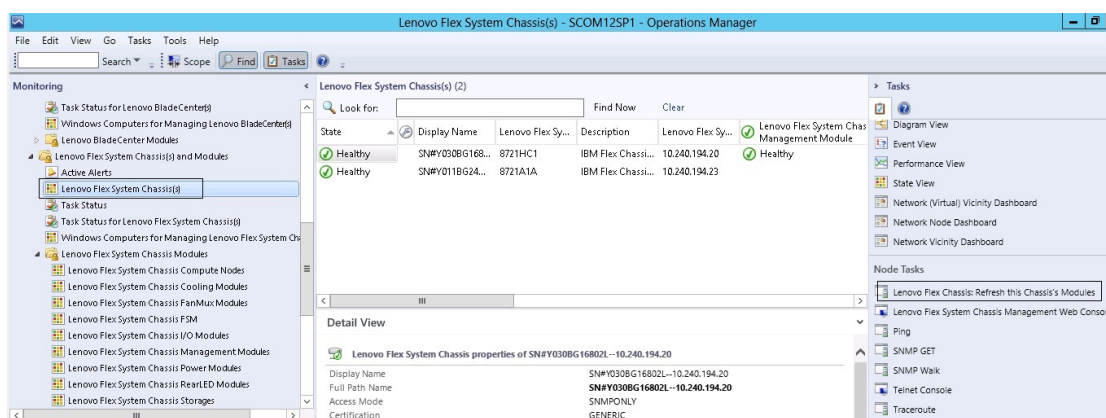 Lenovo Flex System Chassis(s) - SCOM12SP1 - Operations Manager
File Edit View Go Tasks Tools Help
Search Scope Find Tasks
Monitoring
Task Status for Lenovo BladeCenter(s)
Windows Computers for Managing Lenovo BladeCenter(s)
Lenovo BladeCenter Modules
Lenovo Flex System Chassis(s) and Modules
Active Alerts
Lenovo Flex System Chassis(s)
Task Status
Task Status for Lenovo Flex System Chassis(s)
Windows Computers for Managing Lenovo Flex System Ch
Lenovo Flex System Chassis Modules
Lenovo Flex System Chassis Compute Nodes
Lenovo Flex System Chassis Cooling Modules
Lenovo Flex System Chassis FanMux Modules
Lenovo Flex System Chassis FSM
Lenovo Flex System Chassis I/O Modules
Lenovo Flex System Chassis Management Modules
Lenovo Flex System Chassis Power Modules
Lenovo Flex System Chassis RearLED Modules
Lenovo Flex System Chassis Storages
Lenovo Flex System Chassis(s) (2)
Look for: Find Now Clear
State Display Name Lenovo Flex Sy... Description Lenovo Flex Sy... Lenovo Flex System Chas
Management Module
Healthy SN#Y030BG168... 8721HC1 IBM Flex Chassi... 10.240.194.20 Healthy
Healthy SN#Y011BG24... 8721A1A IBM Flex Chassi... 10.240.194.23
Detail View
Lenovo Flex System Chassis properties of SN#Y030BG16802L--10.240.194.20
Display Name SN#Y030BG16802L--10.240.194.20
Full Path Name SN#Y030BG16802L--10.240.194.20
Access Mode SNMPONLY
Certification GENERIC
Tasks
Diagram View
Event View
Performance View
State View
Network (Virtual) Vicinity Dashboard
Network Node Dashboard
Network Vicinity Dashboard
Node Tasks
Lenovo Flex Chassis: Refresh this Chassis's Modules
Lenovo Flex System Chassis Management Web Conso
Ping
SNMP GET
SNMP Walk
Telnet Console
Traceroute